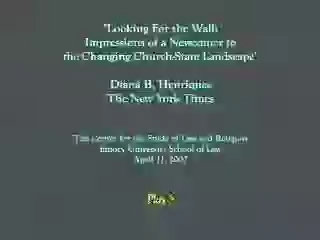 "Looking For the Wall:
Impressions of a Newcomer to
the Changing Church-State Landscape"
Diana B. Henriques
The New York Times
The Center for the Study of Law and Religion
Emory University School of Law
April 11, 2007
Play